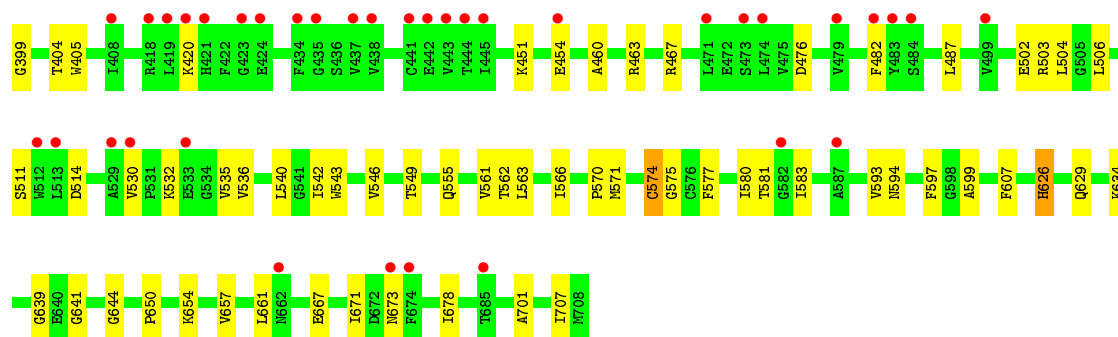 G399 T404 W405 I408 R418 L419 K420 H421 F422 G423 E424 F434 G435 S436 V437 V438 C441 E442 V443 T444 I445 K451 E454 A460 R463 R467 L471 E472 S473 L474 V475 D476 V479 F482 Y483 S484 L487 V499 E502 R503 L504 G505 L506
S511 W512 L513 D514 A529 V530 P531 K532 E533 G534 V535 V536 L540 G541 I542 W543 V546 T549 Q555 V561 T562 L563 I566 P570 M571 C574 G575 C576 F577 I580 T581 G582 I583 A587 V593 N594 F597 G598 A599 F607 H626 Q629 K634
G639 E640 G641 G644 P650 K654 V657 L661 N662 E667 I671 D672 N673 F674 I678 T685 A701 I707 M708